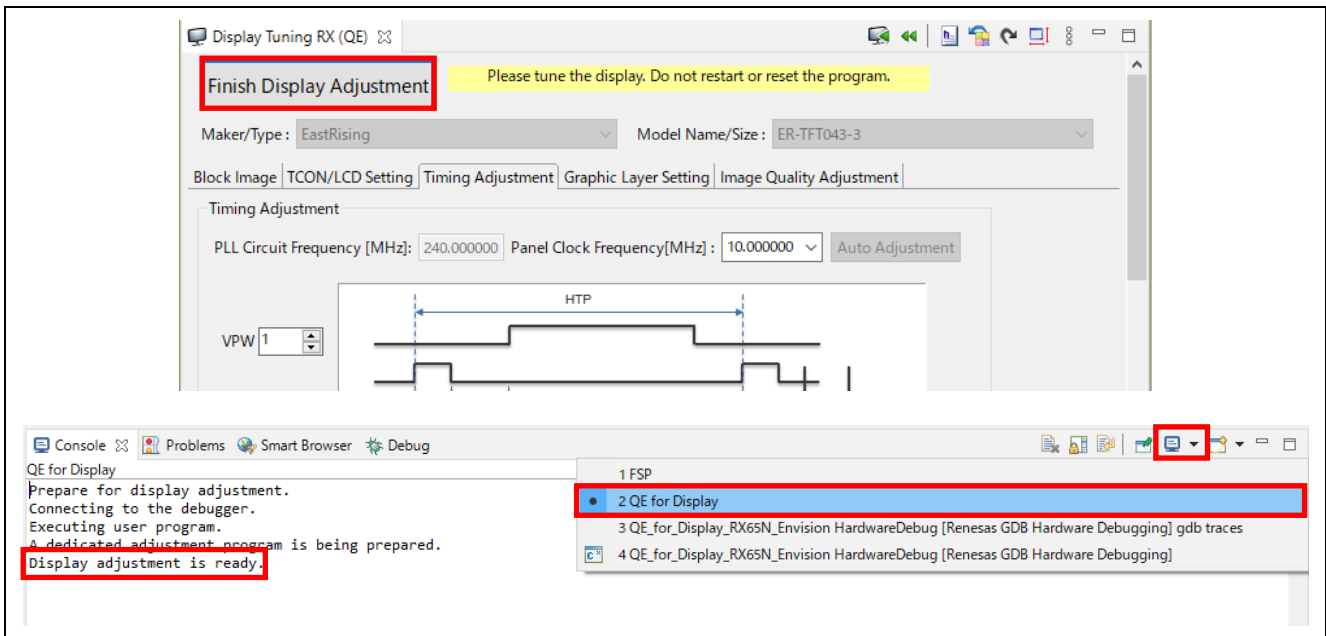 Display Tuning RX (QE)
Finish Display Adjustment
Please tune the display. Do not restart or reset the program.
Maker/Type : EastRising Model Name/Size : ER-TFT043-3
Block Image TCON/LCD Setting Timing Adjustment Graphic Layer Setting Image Quality Adjustment
Timing Adjustment
PLL Circuit Frequency [MHz]: 240.000000 Panel Clock Frequency[MHz] : 10.000000 Auto Adjustment
HTP
VPW 1
Console Problems Smart Browser Debug
QE for Display
Prepare for display adjustment.
Connecting to the debugger.
Executing user program.
A dedicated adjustment program is being prepared.
Display adjustment is ready.
1 FSP
2 QE for Display
3 QE_for_Display_RX65N_Envision HardwareDebug [Renesas GDB Hardware Debugging] gdb traces
4 QE_for_Display_RX65N_Envision HardwareDebug [Renesas GDB Hardware Debugging]